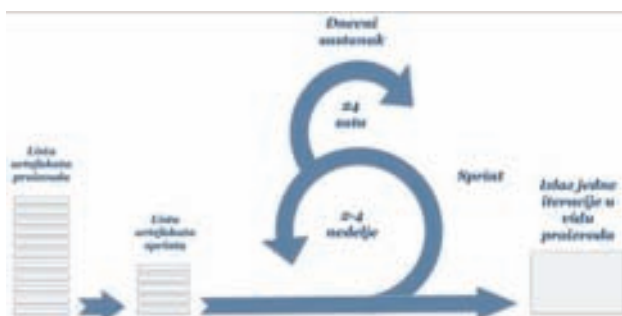 Dnevni
sastanak
24
sata
Lista
artefakata
proizvoda
Sprint
Lista
artefakata
sprinta
2-4
nedelje
Izlaz jedne
iteracije u
vidu
proizvoda